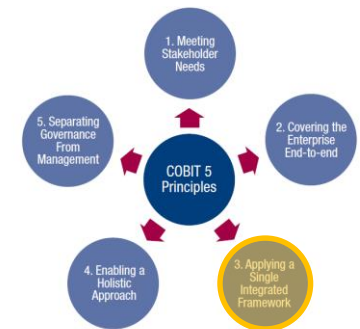 1. Meeting
Stakeholder
Needs
2. Covering the
Enterprise
End-to-end
3. Applying a
Single
Integrated
Framework
4. Enabling a
Holistic
Approach
5. Separating
Governance
From
Management
COBIT 5
Principles